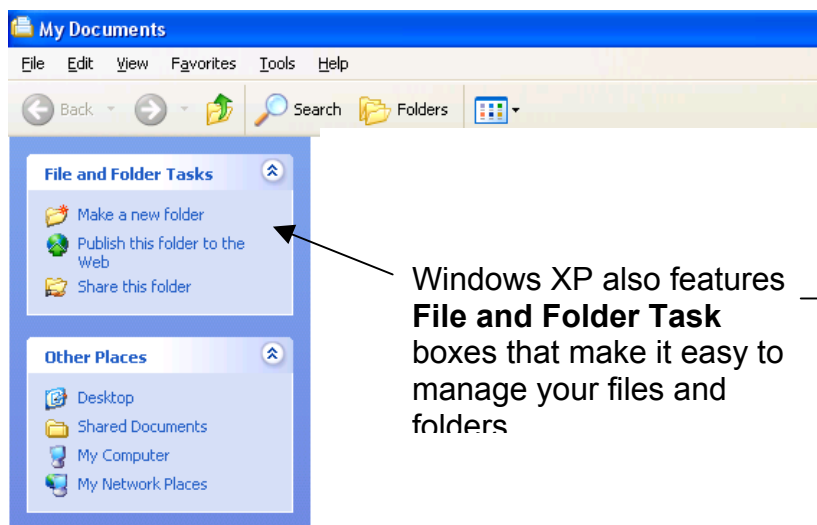 My Documents
File Edit View Favorites Tools Help
Back Search Folders
File and Folder Tasks
Make a new folder
Publish this folder to the
Web
Share this folder
Other Places
Desktop
Shared Documents
My Computer
My Network Places
Windows XP also features
File and Folder Task
boxes that make it easy to
manage your files and
folders